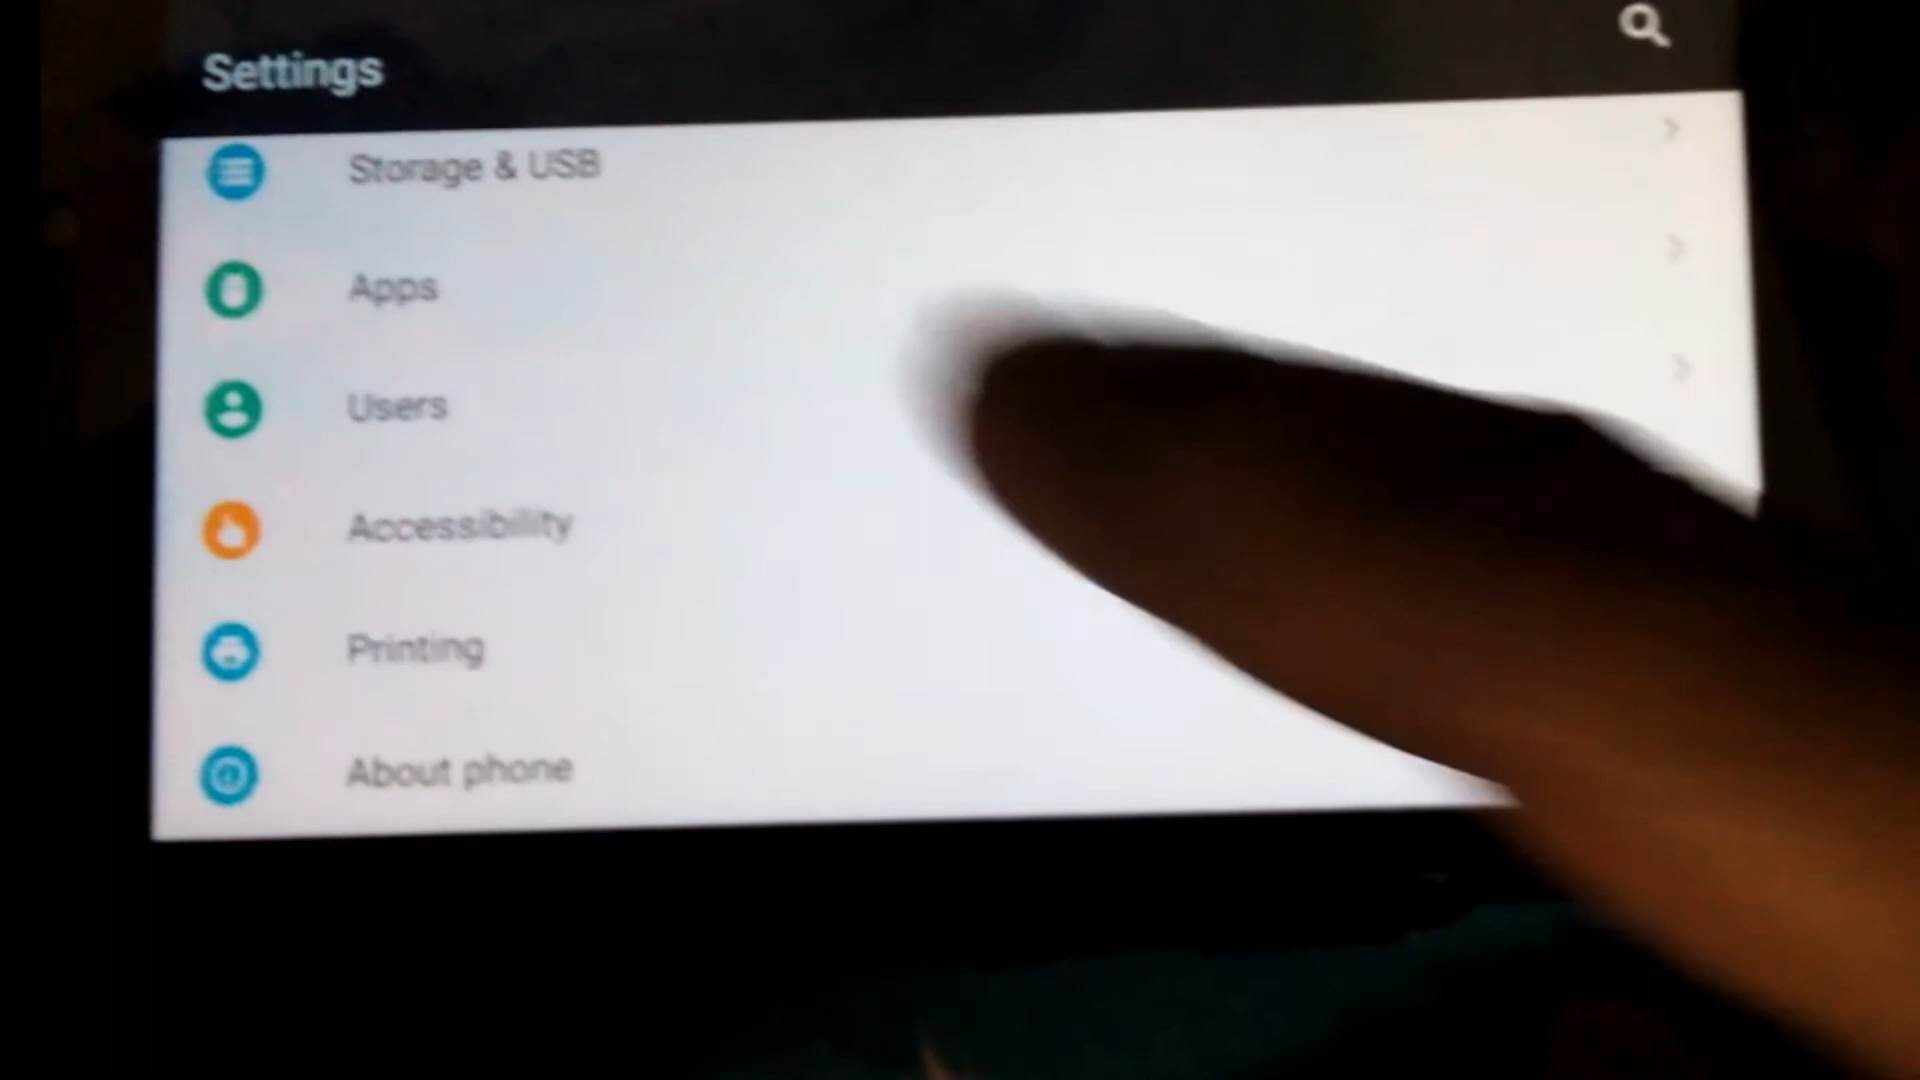 Settings
Storage & USB
Apps
Users
Accessibility
Printing
About phone